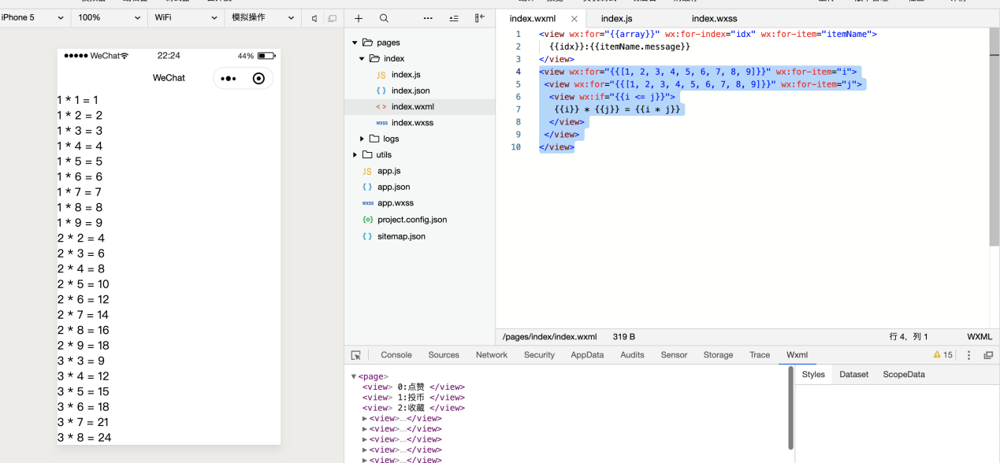 iPhone 5 100% WiFi 模拟操作
WeChat 22:24 44%
WeChat
1 * 1 = 1
1 * 2 = 2
1 * 3 = 3
1 * 4 = 4
1 * 5 = 5
1 * 6 = 6
1 * 7 = 7
1 * 8 = 8
1 * 9 = 9
2 * 2 = 4
2 * 3 = 6
2 * 4 = 8
2 * 5 = 10
2 * 6 = 12
2 * 7 = 14
2 * 8 = 16
2 * 9 = 18
3 * 3 = 9
3 * 4 = 12
3 * 5 = 15
3 * 6 = 18
3 * 7 = 21
3 * 8 = 24
pages
index
JS index.js
{ } index.json
< > index.wxml
wxss index.wxss
logs
utils
JS app.js
{ } app.json
wxss app.wxss
{o} project.config.json
{ } sitemap.json
index.wxml index.js index.wxss
1 <view wx:for="{{array}}" wx:for-index="idx" wx:for-item="itemName">
2 {{idx}}:{{itemName.message}}
3 </view>
4 <view wx:for="{{[1, 2, 3, 4, 5, 6, 7, 8, 9]}}" wx:for-item="i">
5 <view wx:for="{{[1, 2, 3, 4, 5, 6, 7, 8, 9]}}" wx:for-item="j">
6 <view wx:if="{{i <= j}}">
7 {{i}} * {{j}} = {{i * j}}
8 </view>
9 </view>
10 </view>
/pages/index/index.wxml 319 B 行 4, 列 1 WXML
Console Sources Network Security AppData Audits Sensor Storage Trace Wxml 15
<page>
<view> 0:点赞 </view>
<view> 1:投币 </view>
<view> 2:收藏 </view>
<view>…</view>
<view>…</view>
<view>…</view>
<view>…</view>
<view>…</view>
Styles Dataset ScopeData